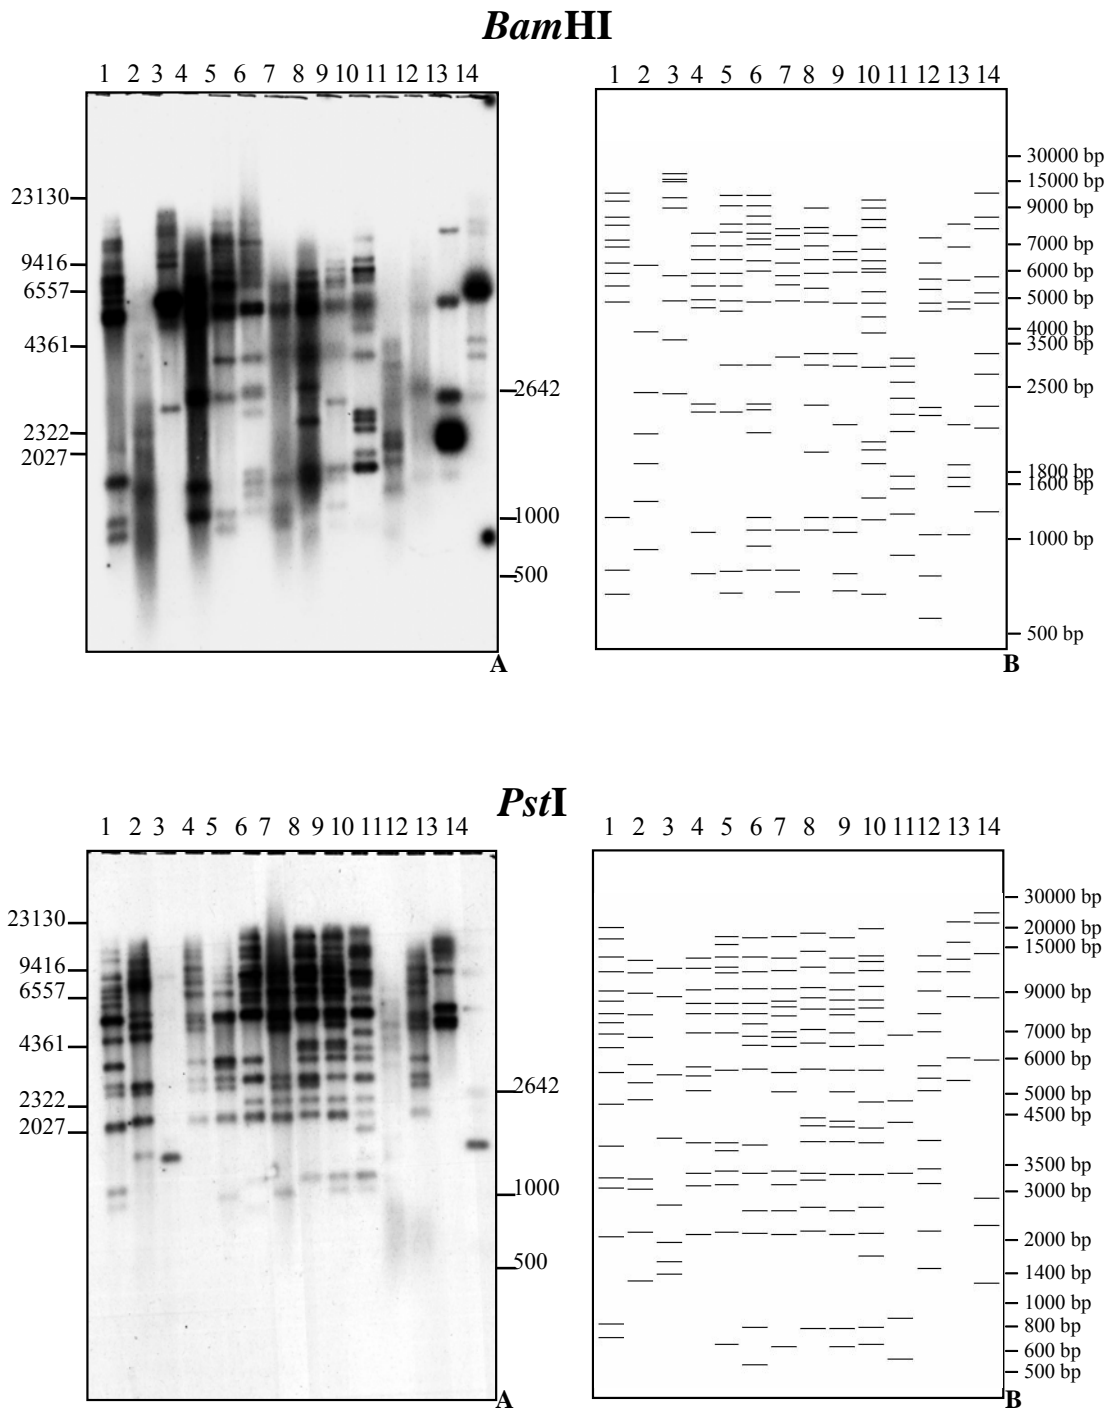 BamHI
1 2 3 4 5 6 7 8 9 10 11 12 13 14
23130
9416
6557
4361
2322
2027
2642
1000
500
A
1 2 3 4 5 6 7 8 9 10 11 12 13 14
30000 bp
15000 bp
9000 bp
7000 bp
6000 bp
5000 bp
4000 bp
3500 bp
2500 bp
1800 bp
1600 bp
1000 bp
500 bp
B
PstI
1 2 3 4 5 6 7 8 9 10 11 12 13 14
23130
9416
6557
4361
2322
2027
2642
1000
500
A
1 2 3 4 5 6 7 8 9 10 11 12 13 14
30000 bp
20000 bp
15000 bp
9000 bp
7000 bp
6000 bp
5000 bp
4500 bp
3500 bp
3000 bp
2000 bp
1400 bp
1000 bp
800 bp
600 bp
500 bp
B